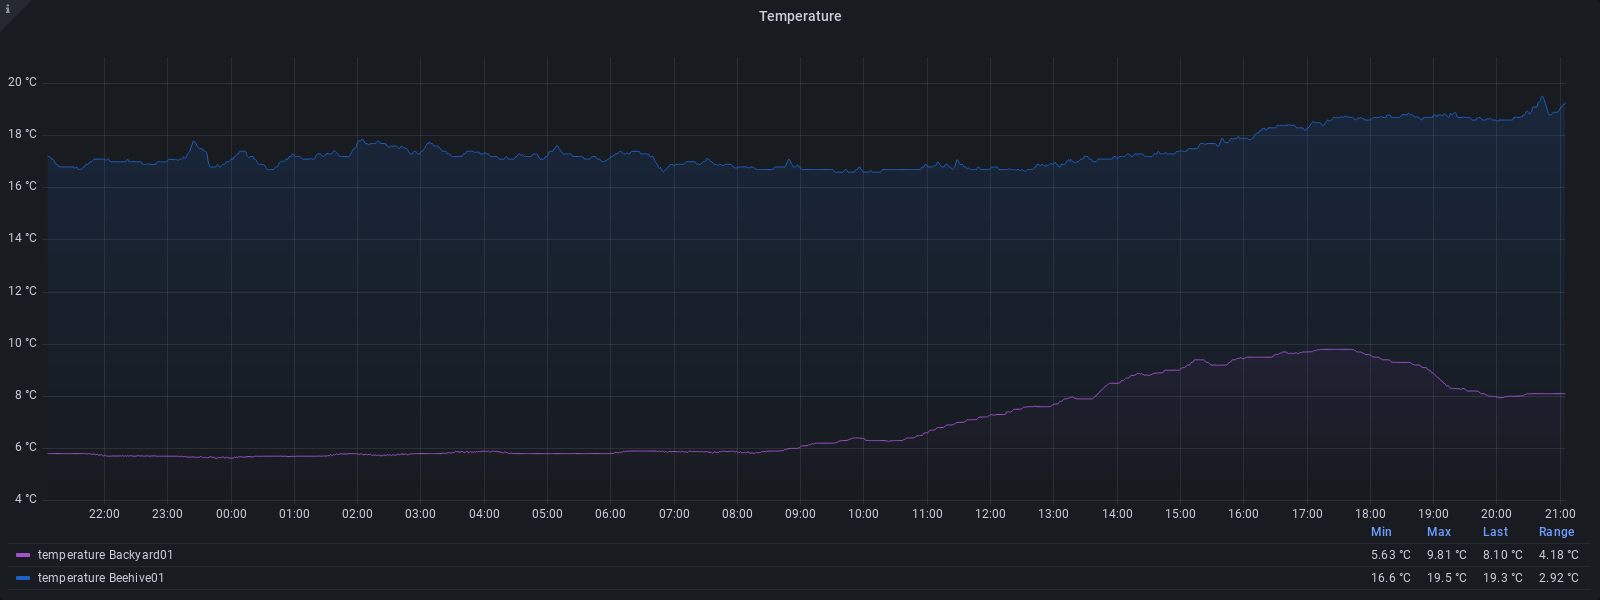 i
Temperature
20 °C
18 °C
16 °C
14 °C
12 °C
10 °C
8 °C
6 °C
4 °C
22:00 23:00 00:00 01:00 02:00 03:00 04:00 05:00 06:00 07:00 08:00 09:00 10:00 11:00 12:00 13:00 14:00 15:00 16:00 17:00 18:00 19:00 20:00 21:00
Min Max Last Range
temperature Backyard01 5.63 °C 9.81 °C 8.10 °C 4.18 °C
temperature Beehive01 16.6 °C 19.5 °C 19.3 °C 2.92 °C